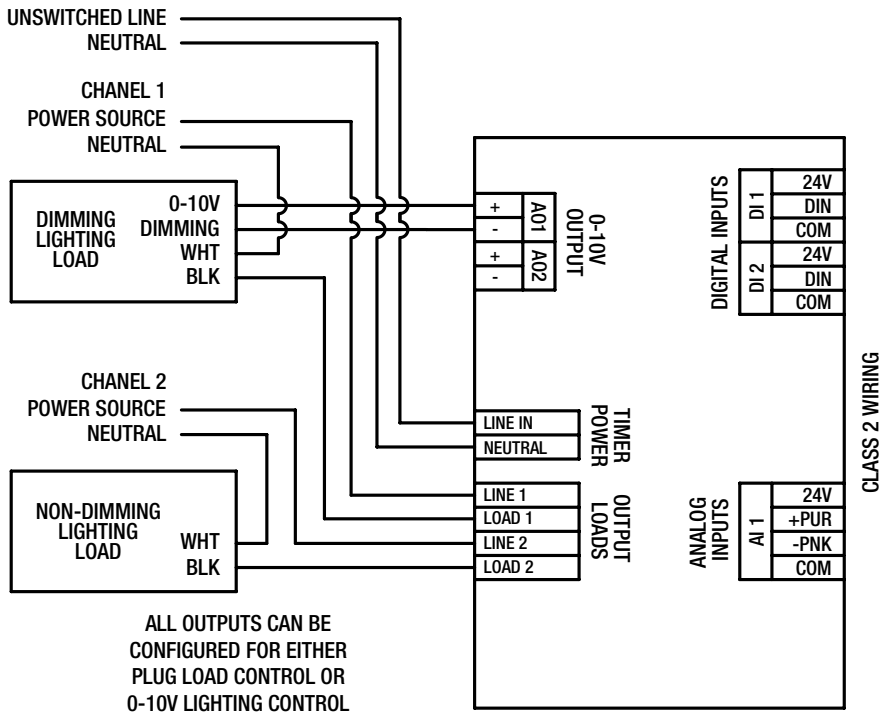 UNSWITCHED LINE
NEUTRAL
CHANEL 1
POWER SOURCE
NEUTRAL
DIMMING
LIGHTING
LOAD
0-10V
DIMMING
WHT
BLK
CHANEL 2
POWER SOURCE
NEUTRAL
NON-DIMMING
LIGHTING
LOAD
WHT
BLK
ALL OUTPUTS CAN BE
CONFIGURED FOR EITHER
PLUG LOAD CONTROL OR
0-10V LIGHTING CONTROL
+
-
AO1
+
-
AO2
0-10V
OUTPUT
LINE IN
NEUTRAL
TIMER
POWER
LINE 1
LOAD 1
LINE 2
LOAD 2
OUTPUT
LOADS
DIGITAL INPUTS
DI 1
24V
DIN
COM
DI 2
24V
DIN
COM
ANALOG
INPUTS
AI 1
24V
+PUR
-PNK
COM
CLASS 2 WIRING